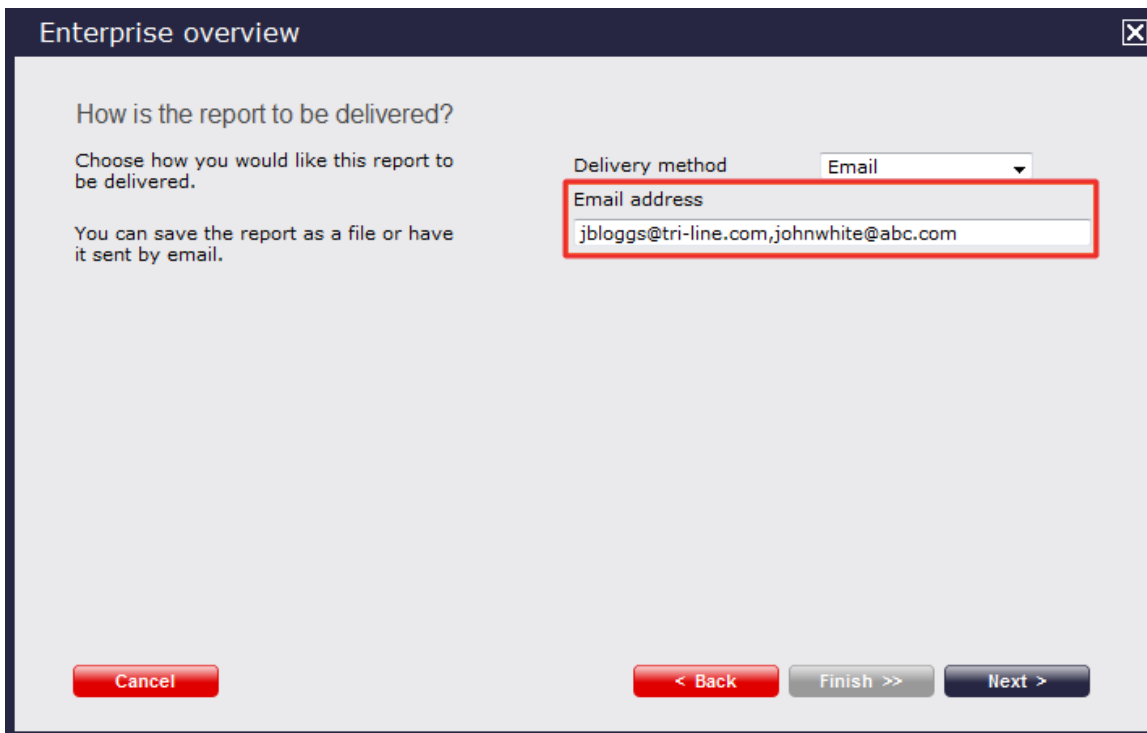 Enterprise overview
How is the report to be delivered?
Choose how you would like this report to
be delivered.
You can save the report as a file or have
it sent by email.
Delivery method
Email
Email address
jbloggs@tri-line.com,johnwhite@abc.com
Cancel
< Back
Finish >>
Next >